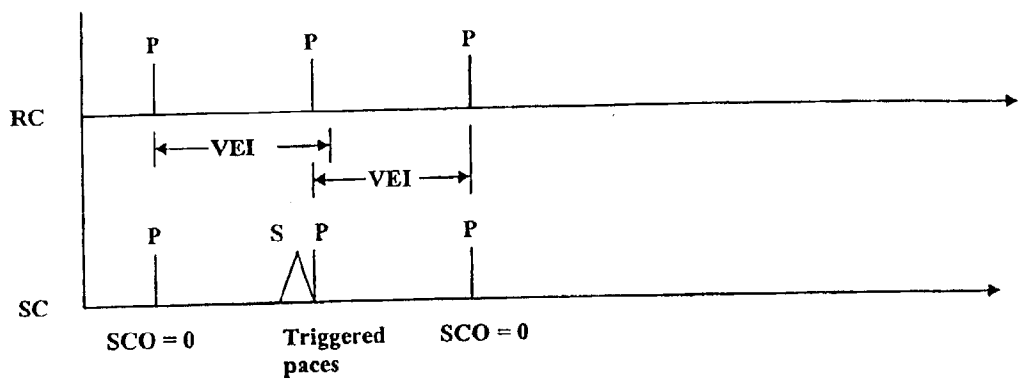 P P P
RC
VEI
VEI
P S P P
SC
SCO = 0 Triggered SCO = 0
paces